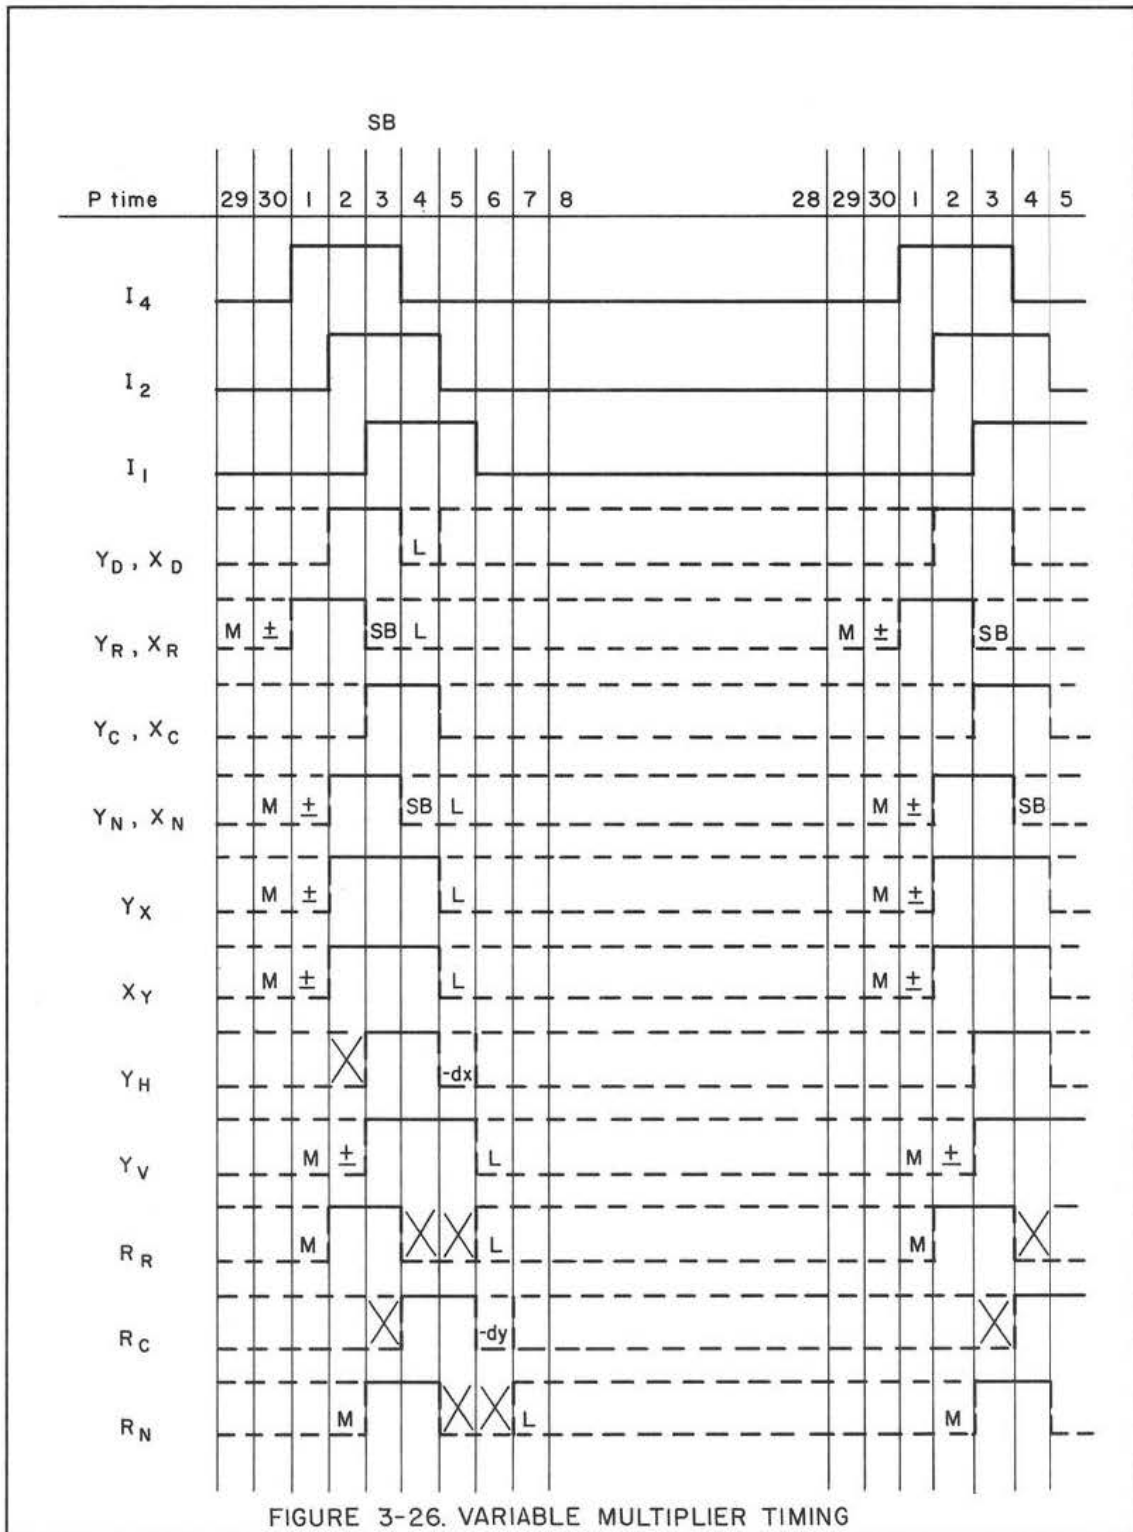 SB
P time 29 30 1 2 3 4 5 6 7 8 28 29 30 1 2 3 4 5
I4
I2
I1
YD, XD L
YR, XR M ± SB L M ± SB
YC, XC
YN, XN M ± SB L M ± SB
YX M ± L M ±
XY M ± L M ±
YH -dx
YV M ± L M ±
RR M L M
RC -dy
RN M L M
FIGURE 3-26. VARIABLE MULTIPLIER TIMING